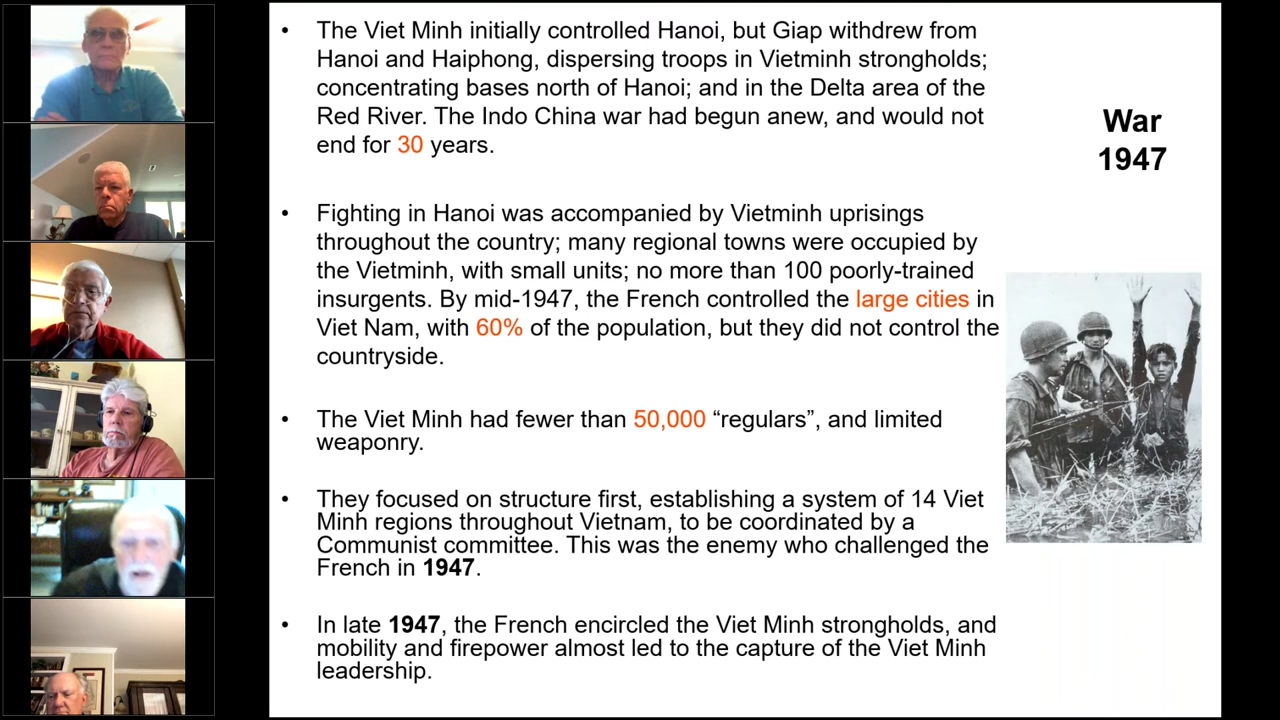 • The Viet Minh initially controlled Hanoi, but Giap withdrew from
Hanoi and Haiphong, dispersing troops in Vietminh strongholds;
concentrating bases north of Hanoi; and in the Delta area of the
Red River. The Indo China war had begun anew, and would not
end for 30 years.
• Fighting in Hanoi was accompanied by Vietminh uprisings
throughout the country; many regional towns were occupied by
the Vietminh, with small units; no more than 100 poorly-trained
insurgents. By mid-1947, the French controlled the large cities in
Viet Nam, with 60% of the population, but they did not control the
countryside.
• The Viet Minh had fewer than 50,000 “regulars”, and limited
weaponry.
• They focused on structure first, establishing a system of 14 Viet
Minh regions throughout Vietnam, to be coordinated by a
Communist committee. This was the enemy who challenged the
French in 1947.
• In late 1947, the French encircled the Viet Minh strongholds, and
mobility and firepower almost led to the capture of the Viet Minh
leadership.
War
1947